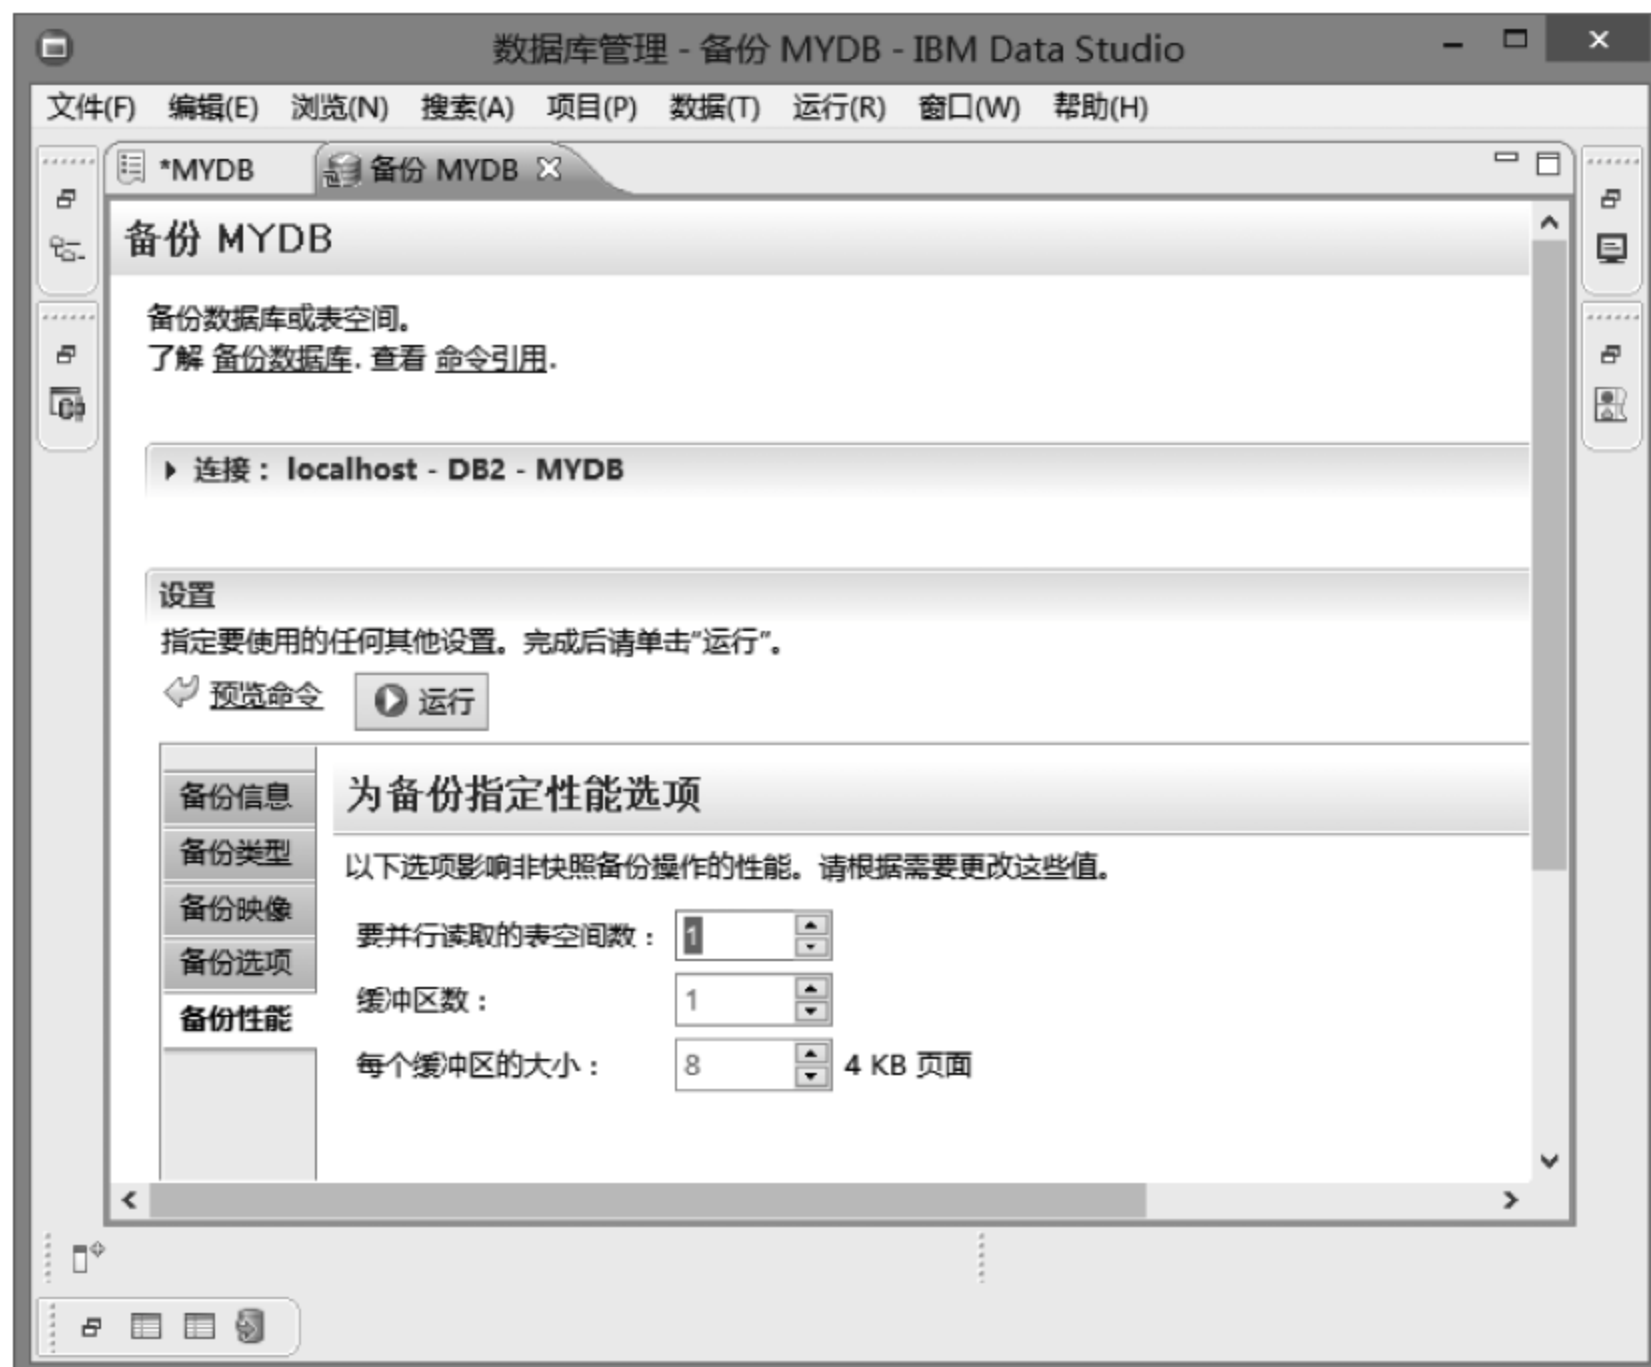 数据库管理 - 备份 MYDB - IBM Data Studio
文件(F) 编辑(E) 浏览(N) 搜索(A) 项目(P) 数据(T) 运行(R) 窗口(W) 帮助(H)
*MYDB 备份 MYDB
备份 MYDB
备份数据库或表空间。
了解 备份数据库. 查看 命令引用.
连接：localhost - DB2 - MYDB
设置
指定要使用的任何其他设置。完成后请单击“运行”。
预览命令 运行
备份信息
备份类型
备份映像
备份选项
备份性能
为备份指定性能选项
以下选项影响非快照备份操作的性能。请根据需要更改这些值。
要并行读取的表空间数： 1
缓冲区数： 1
每个缓冲区的大小： 8 4 KB 页面